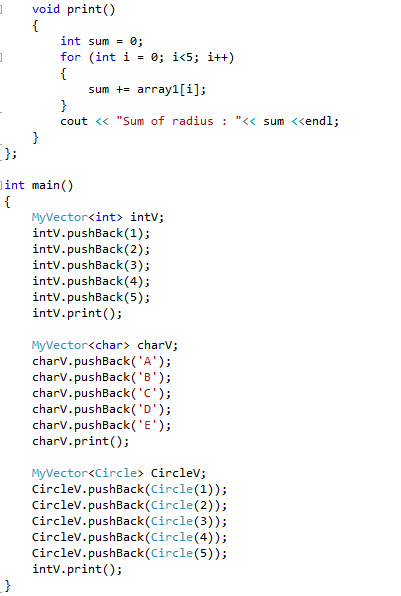 void print()
{
int sum = 0;
for (int i = 0; i<5; i++)
{
sum += array1[i];
}
cout << "Sum of radius : "<< sum <<endl;
}
};
int main()
{
MyVector<int> intV;
intV.pushBack(1);
intV.pushBack(2);
intV.pushBack(3);
intV.pushBack(4);
intV.pushBack(5);
intV.print();
MyVector<char> charV;
charV.pushBack('A');
charV.pushBack('B');
charV.pushBack('C');
charV.pushBack('D');
charV.pushBack('E');
charV.print();
MyVector<Circle> CircleV;
CircleV.pushBack(Circle(1));
CircleV.pushBack(Circle(2));
CircleV.pushBack(Circle(3));
CircleV.pushBack(Circle(4));
CircleV.pushBack(Circle(5));
intV.print();
}